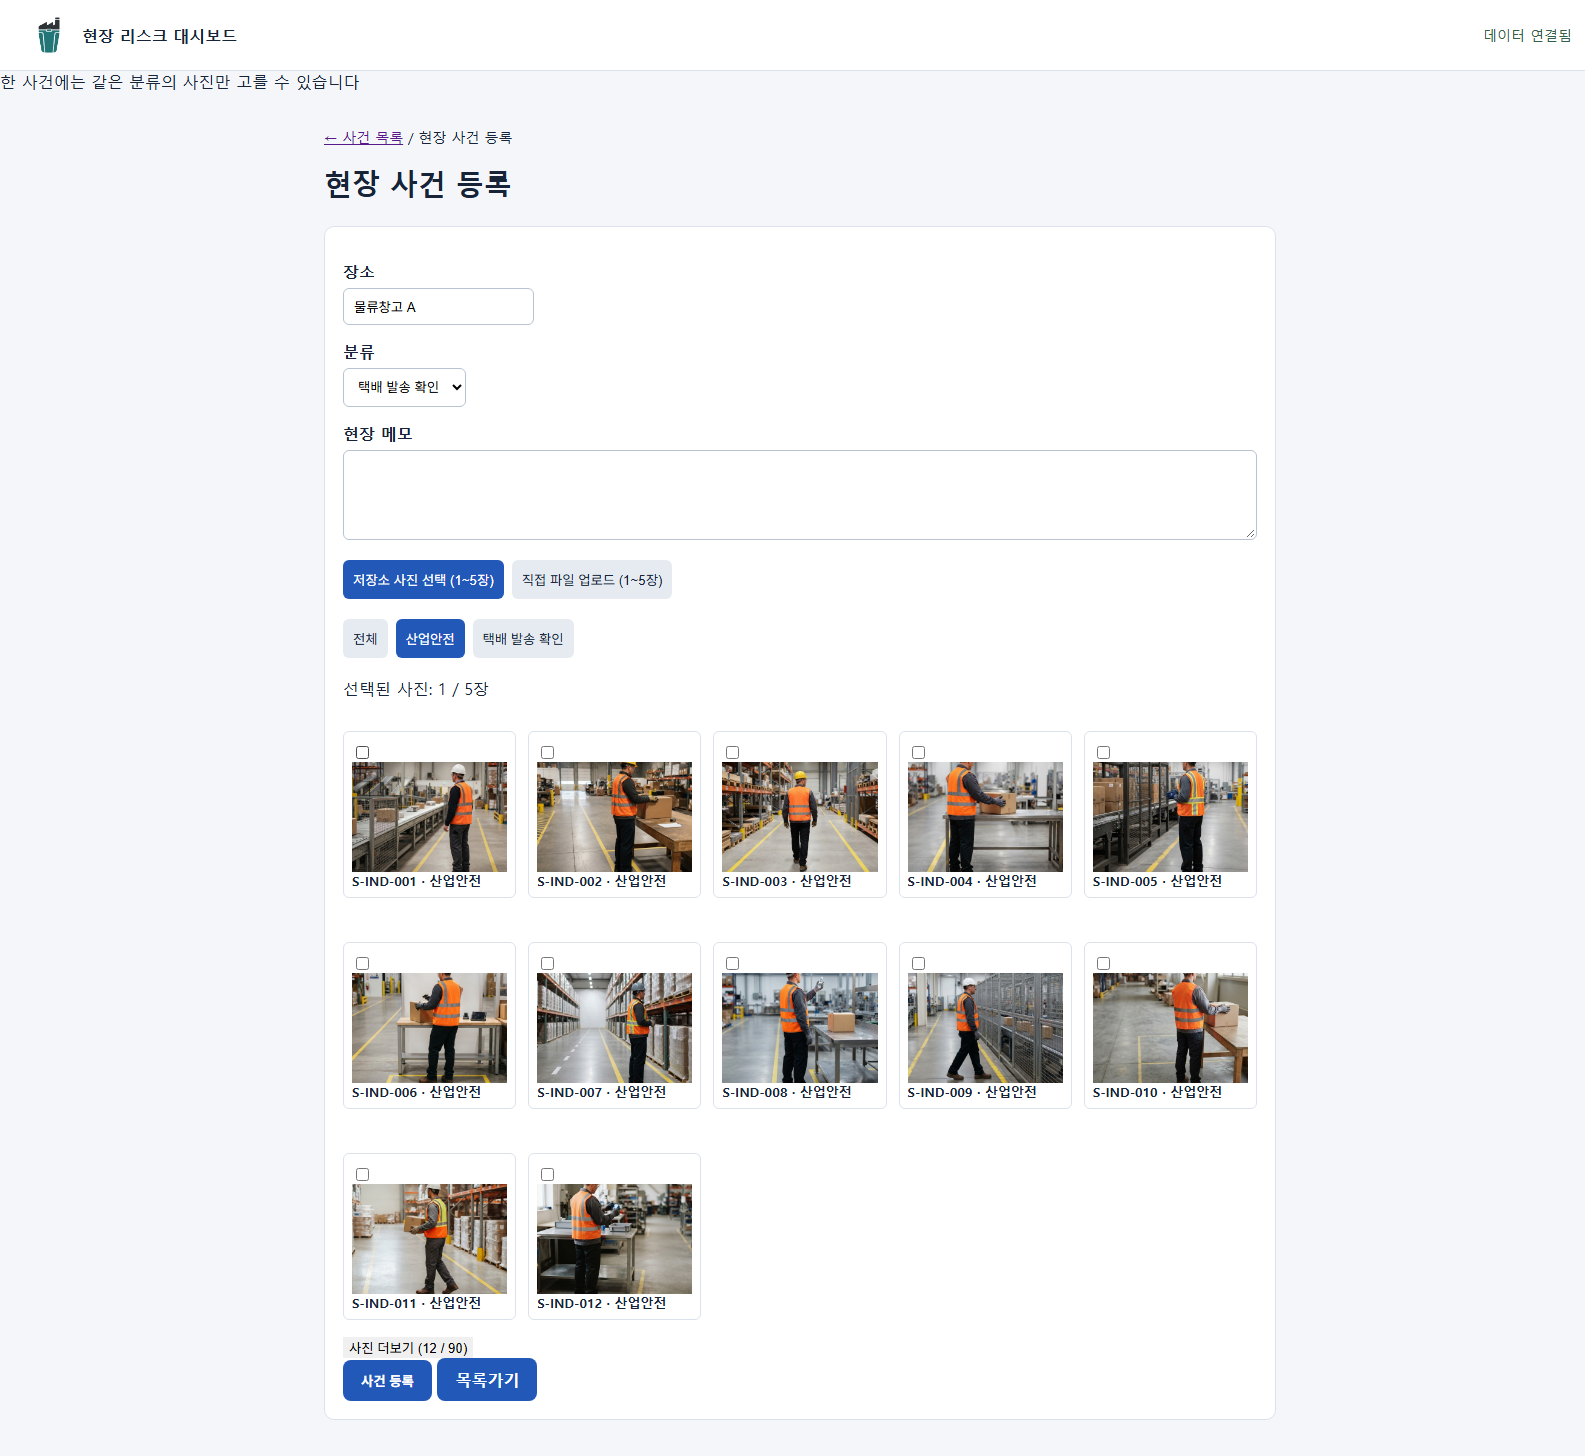 현장 리스크 대시보드
데이터 연결됨
한 사건에는 같은 분류의 사진만 고를 수 있습니다
← 사건 목록 / 현장 사건 등록
현장 사건 등록
장소
물류창고 A
분류
택배 발송 확인
현장 메모
저장소 사진 선택 (1~5장) 직접 파일 업로드 (1~5장)
전체 산업안전 택배 발송 확인
선택된 사진: 1 / 5장
S-IND-001 · 산업안전 S-IND-002 · 산업안전 S-IND-003 · 산업안전 S-IND-004 · 산업안전 S-IND-005 · 산업안전
S-IND-006 · 산업안전 S-IND-007 · 산업안전 S-IND-008 · 산업안전 S-IND-009 · 산업안전 S-IND-010 · 산업안전
S-IND-011 · 산업안전 S-IND-012 · 산업안전
사진 더보기 (12 / 90)
사건 등록 목록가기